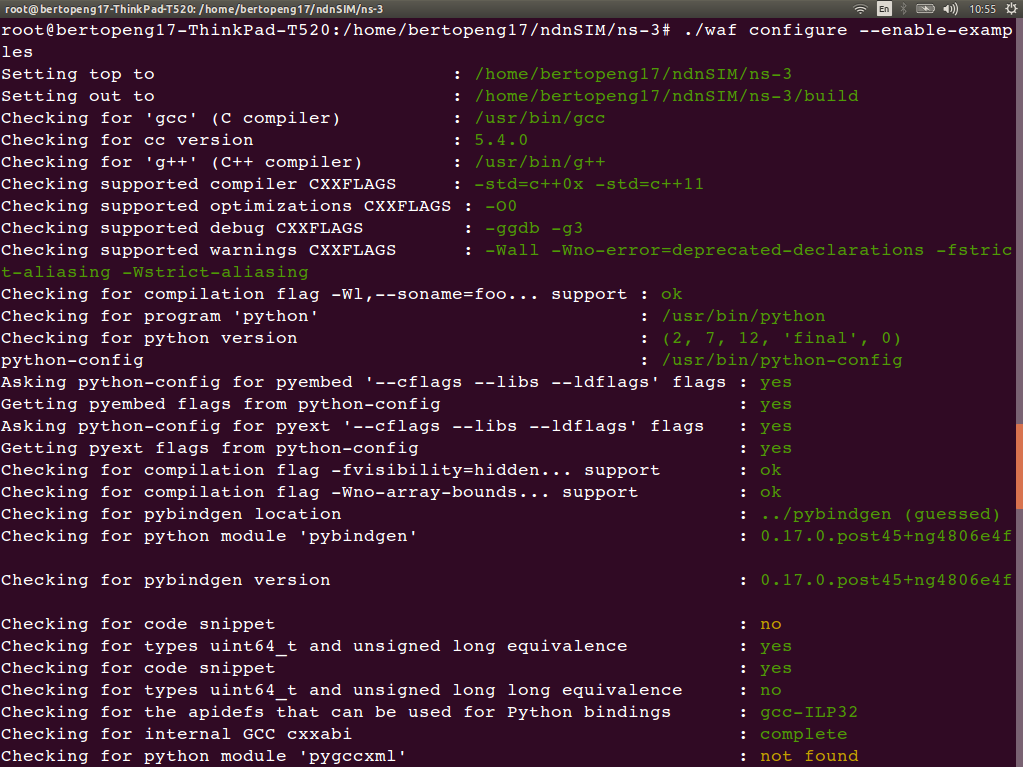 root@bertopeng17-ThinkPad-T520: /home/bertopeng17/ndnSIM/ns-3 En 10:55
root@bertopeng17-ThinkPad-T520:/home/bertopeng17/ndnSIM/ns-3# ./waf configure --enable-examp
les
Setting top to : /home/bertopeng17/ndnSIM/ns-3
Setting out to : /home/bertopeng17/ndnSIM/ns-3/build
Checking for 'gcc' (C compiler) : /usr/bin/gcc
Checking for cc version : 5.4.0
Checking for 'g++' (C++ compiler) : /usr/bin/g++
Checking supported compiler CXXFLAGS : -std=c++0x -std=c++11
Checking supported optimizations CXXFLAGS : -O0
Checking supported debug CXXFLAGS : -ggdb -g3
Checking supported warnings CXXFLAGS : -Wall -Wno-error=deprecated-declarations -fstric
t-aliasing -Wstrict-aliasing
Checking for compilation flag -Wl,--soname=foo... support : ok
Checking for program 'python' : /usr/bin/python
Checking for python version : (2, 7, 12, 'final', 0)
python-config : /usr/bin/python-config
Asking python-config for pyembed '--cflags --libs --ldflags' flags : yes
Getting pyembed flags from python-config : yes
Asking python-config for pyext '--cflags --libs --ldflags' flags : yes
Getting pyext flags from python-config : yes
Checking for compilation flag -fvisibility=hidden... support : ok
Checking for compilation flag -Wno-array-bounds... support : ok
Checking for pybindgen location : ../pybindgen (guessed)
Checking for python module 'pybindgen' : 0.17.0.post45+ng4806e4f
Checking for pybindgen version : 0.17.0.post45+ng4806e4f
Checking for code snippet : no
Checking for types uint64_t and unsigned long equivalence : yes
Checking for code snippet : yes
Checking for types uint64_t and unsigned long long equivalence : no
Checking for the apidefs that can be used for Python bindings : gcc-ILP32
Checking for internal GCC cxxabi : complete
Checking for python module 'pygccxml' : not found